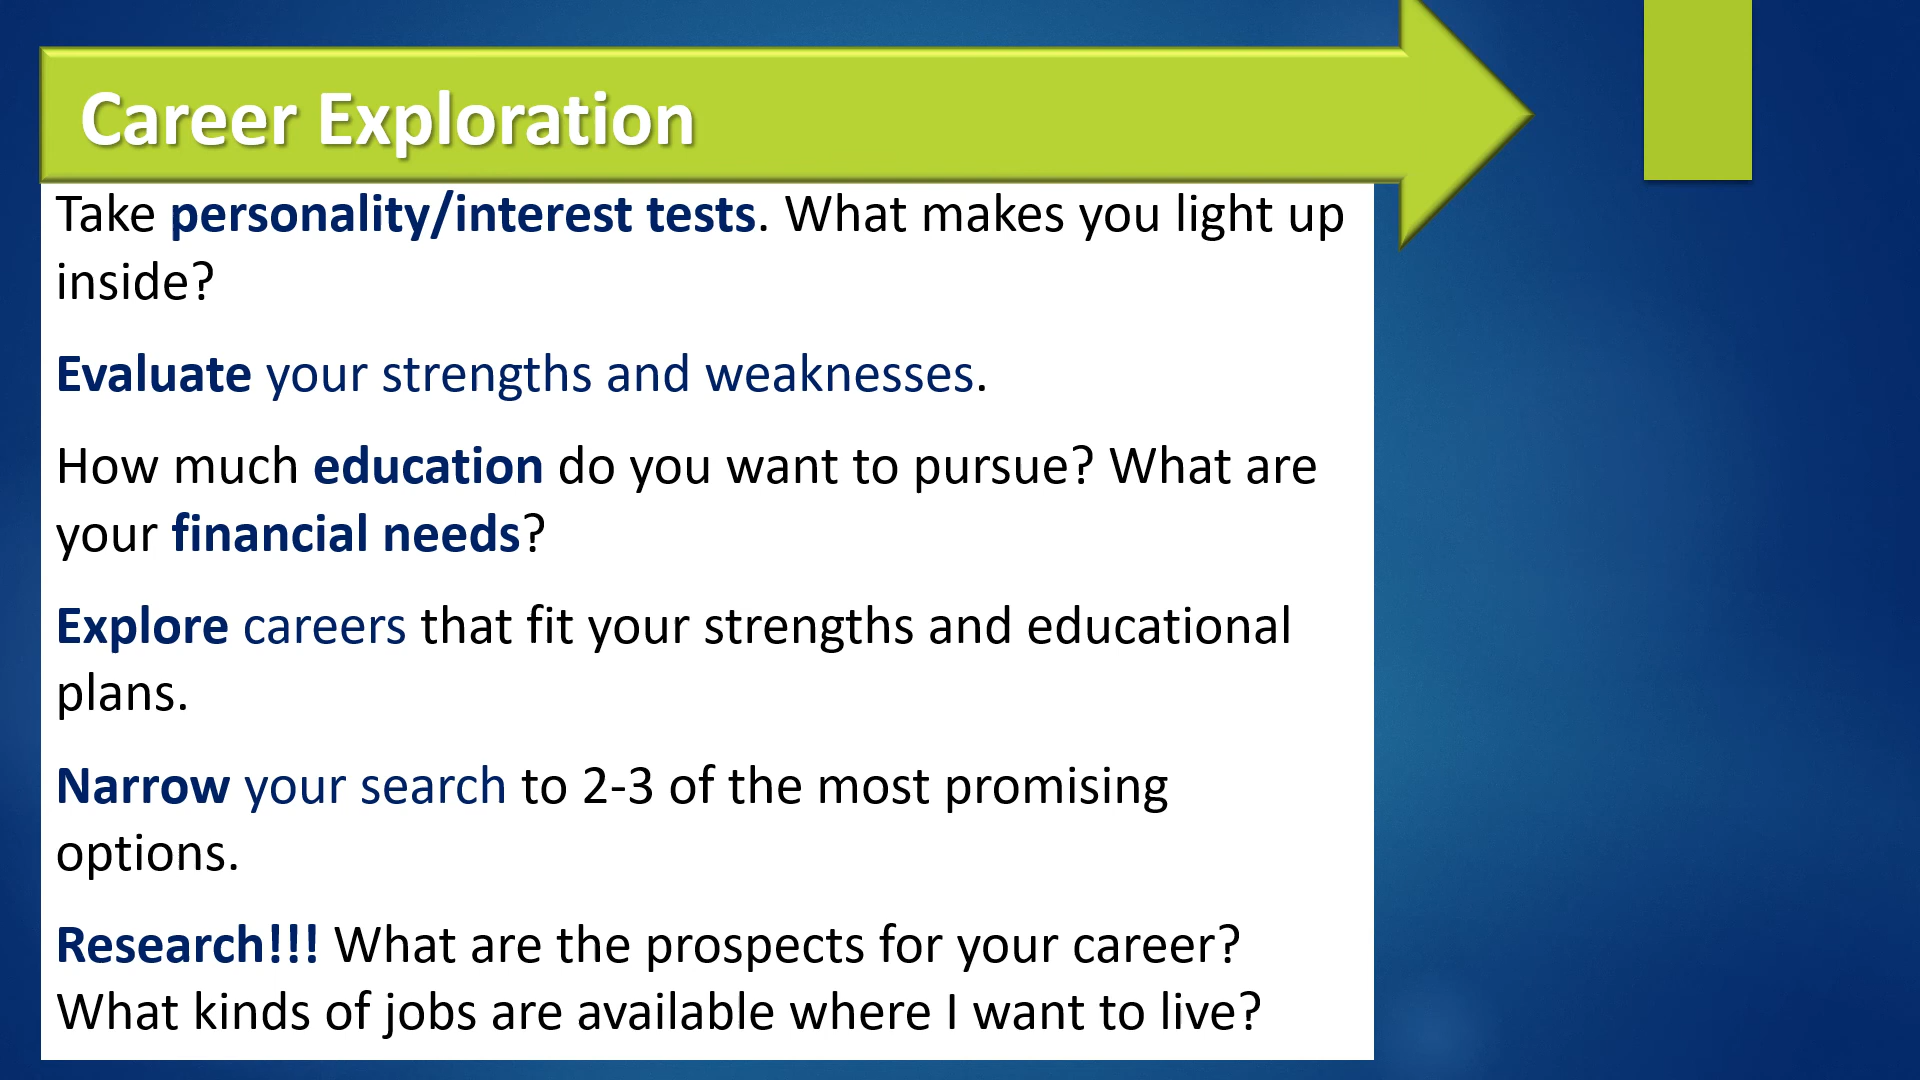 Career Exploration
Take personality/interest tests. What makes you light up
inside?
Evaluate your strengths and weaknesses.
How much education do you want to pursue? What are
your financial needs?
Explore careers that fit your strengths and educational
plans.
Narrow your search to 2-3 of the most promising
options.
Research!!! What are the prospects for your career?
What kinds of jobs are available where I want to live?